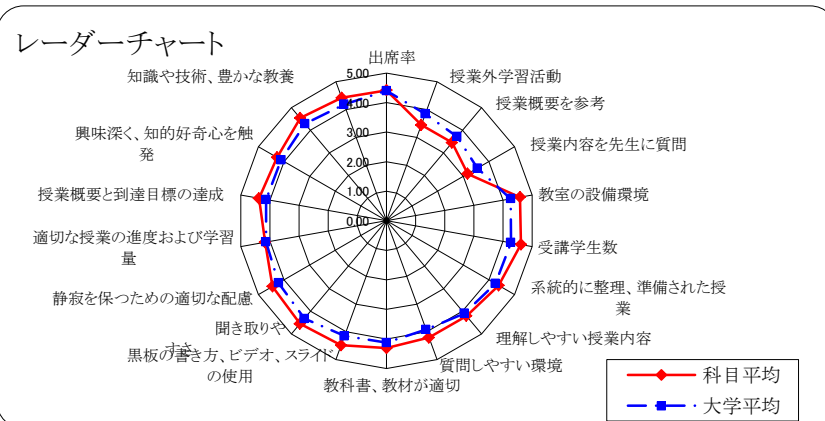 レーダーチャート
出席率
授業外学習活動
授業概要を参考
授業内容を先生に質問
教室の設備環境
受講学生数
系統的に整理、準備された授
業
理解しやすい授業内容
質問しやすい環境
教科書、教材が適切
黒板の書き方、ビデオ、スライド
の使用
聞き取りや
すさ
静寂を保つための適切な配慮
適切な授業の進度および学習
量
授業概要と到達目標の達成
興味深く、知的好奇心を触
発
知識や技術、豊かな教養
5.00
4.00
3.00
2.00
1.00
0.00
科目平均
大学平均